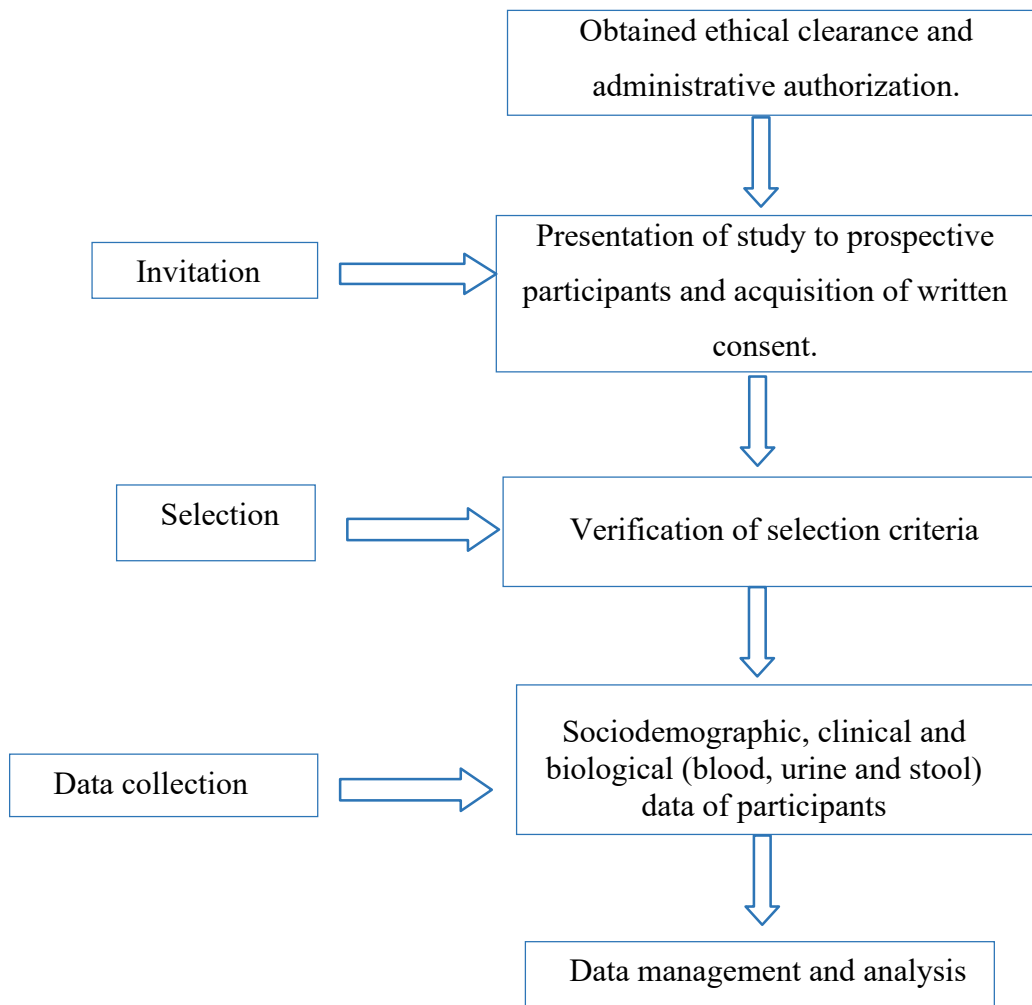 Obtained ethical clearance and
administrative authorization.
Invitation
Presentation of study to prospective
participants and acquisition of written
consent.
Selection
Verification of selection criteria
Data collection
Sociodemographic, clinical and
biological (blood, urine and stool)
data of participants
Data management and analysis